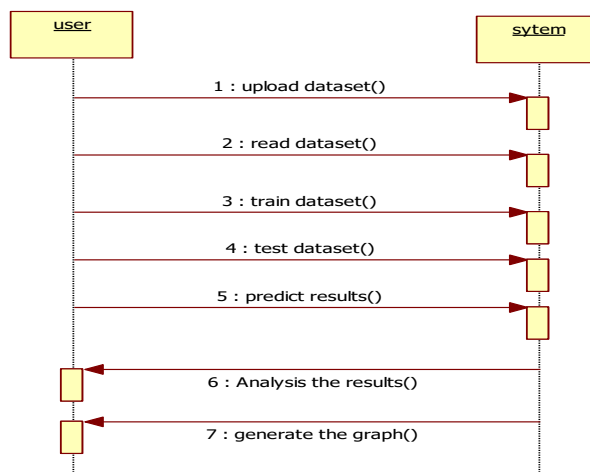 user
sytem
1 : upload dataset()
2 : read dataset()
3 : train dataset()
4 : test dataset()
5 : predict results()
6 : Analysis the results()
7 : generate the graph()